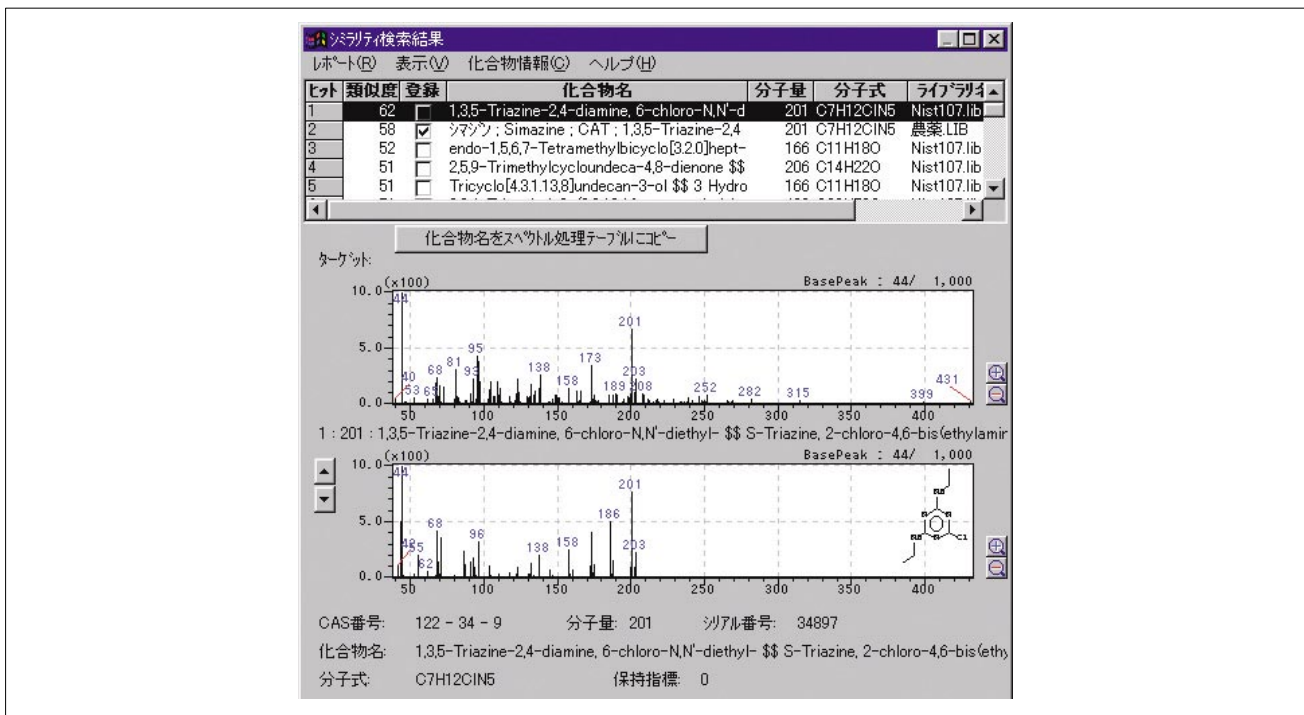 シミラリティ検索結果
レポート(R) 表示(V) 化合物情報(C) ヘルプ(H)
ヒット 類似度 登録 化合物名 分子量 分子式 ライブラリ名
1 62 1,3,5-Triazine-2,4-diamine, 6-chloro-N,N'-d 201 C7H12ClN5 Nist107.lib
2 58 シマジン ; Simazine ; CAT ; 1,3,5-Triazine-2,4 201 C7H12ClN5 農薬.LIB
3 52 endo-1,5,6,7-Tetramethylbicyclo[3.2.0]hept- 166 C11H18O Nist107.lib
4 51 2,5,9-Trimethylcycloundeca-4,8-dienone $$ 206 C14H22O Nist107.lib
5 51 Tricyclo[4.3.1.13,8]undecan-3-ol $$ 3 Hydro 166 C11H18O Nist107.lib
化合物名をスペクトル処理テーブルにコピー
ターゲット:
(x100) BasePeak : 44/ 1,000
10.0
5.0
0.0
44 40 53 65 68 81 93 95 138 158 173 189 201 203 208 252 282 315 399 431
50 100 150 200 250 300 350 400
1 : 201 : 1,3,5-Triazine-2,4-diamine, 6-chloro-N,N'-diethyl- $$ S-Triazine, 2-chloro-4,6-bis(ethylamir
(x100) BasePeak : 44/ 1,000
10.0
5.0
0.0
44 42 55 62 68 96 138 158 186 201 203
Cl
50 100 150 200 250 300 350 400
CAS番号: 122 - 34 - 9 分子量: 201 シリアル番号: 34897
化合物名: 1,3,5-Triazine-2,4-diamine, 6-chloro-N,N'-diethyl- $$ S-Triazine, 2-chloro-4,6-bis(ethy
分子式: C7H12ClN5 保持指標: 0